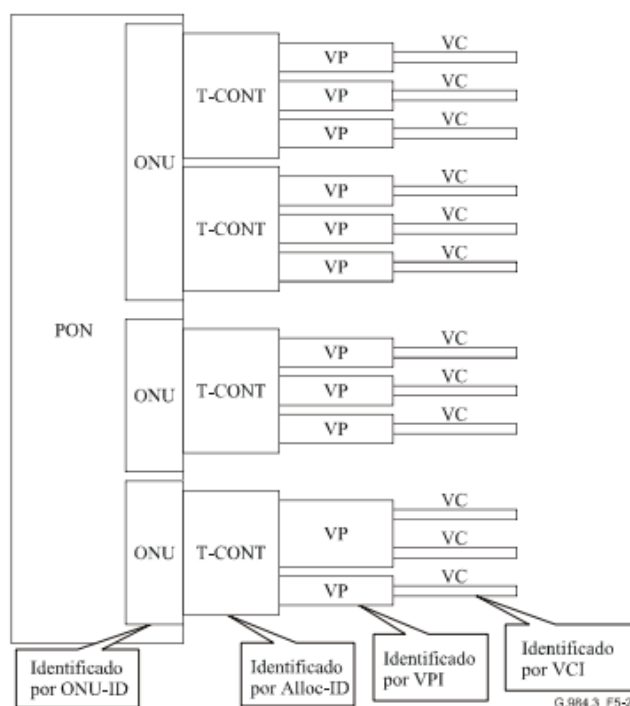 VC
VP
VC
T-CONT
VP
VC
VP
ONU
VC
VP
VC
T-CONT
VP
VC
VP
PON
VC
VP
VC
ONU
T-CONT
VP
VC
VP
VC
VP
VC
ONU
T-CONT
VC
VP
Identificado
por ONU-ID
Identificado
por Alloc-ID
Identificado
por VPI
Identificado
por VCI
G.984.3_F5-2